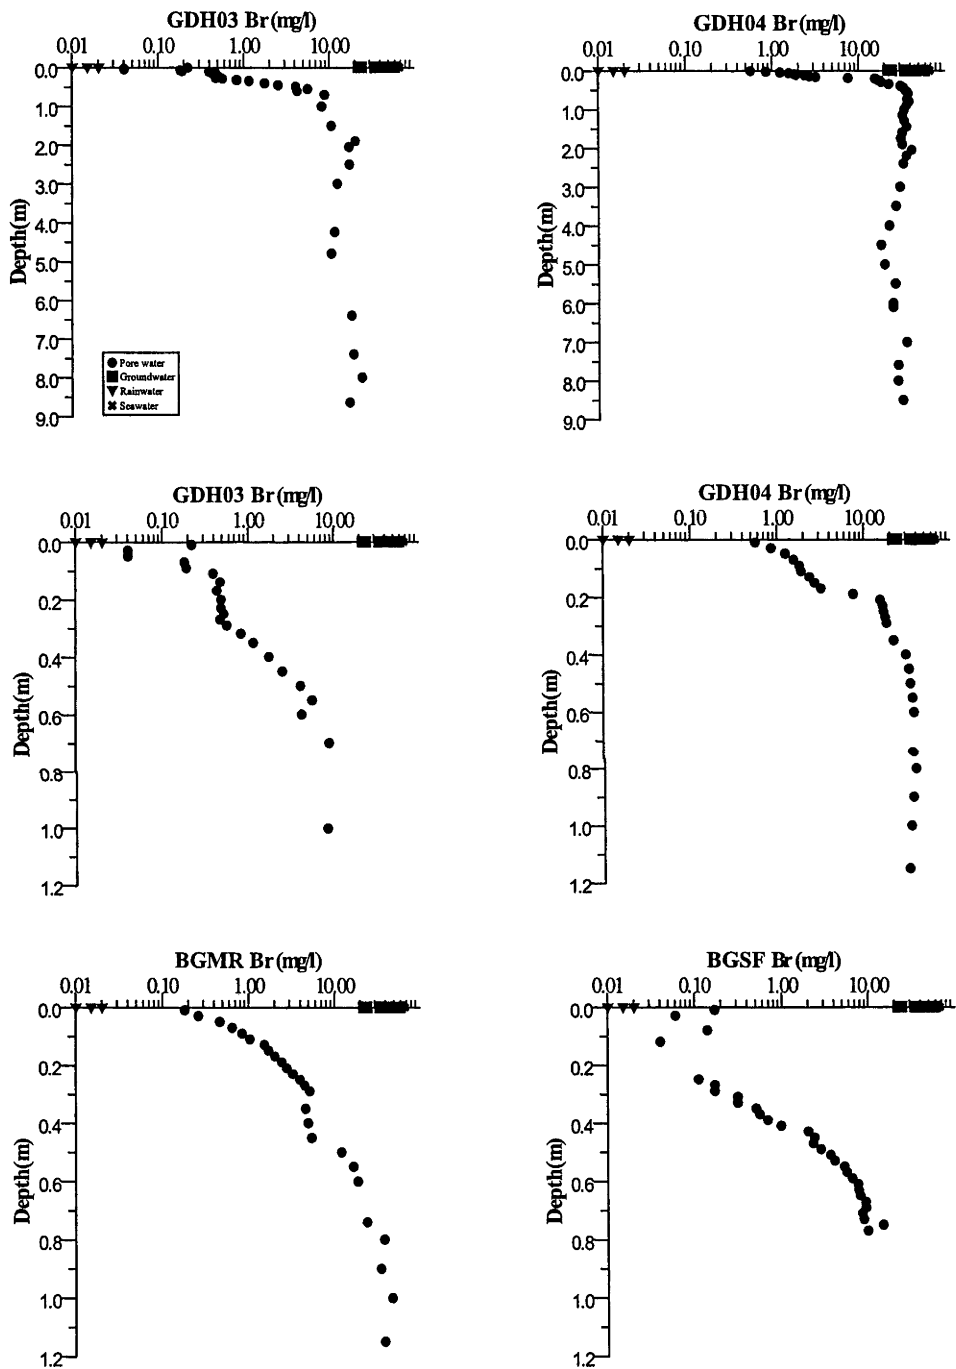 GDH03 Br (mg/l)
0.01 0.10 1.00 10.00
0.0
1.0
2.0
3.0
4.0
5.0
6.0
7.0
8.0
9.0
Depth(m)
Pore water
Groundwater
Rainwater
Seawater
GDH04 Br (mg/l)
0.01 0.10 1.00 10.00
0.0
1.0
2.0
3.0
4.0
5.0
6.0
7.0
8.0
9.0
Depth(m)
GDH03 Br (mg/l)
0.01 0.10 1.00 10.00
0.0
0.2
0.4
0.6
0.8
1.0
1.2
Depth(m)
GDH04 Br (mg/l)
0.01 0.10 1.00 10.00
0.0
0.2
0.4
0.6
0.8
1.0
1.2
Depth(m)
BGMR Br (mg/l)
0.01 0.10 1.00 10.00
0.0
0.2
0.4
0.6
0.8
1.0
1.2
Depth(m)
BGSF Br (mg/l)
0.01 0.10 1.00 10.00
0.0
0.2
0.4
0.6
0.8
1.0
1.2
Depth(m)